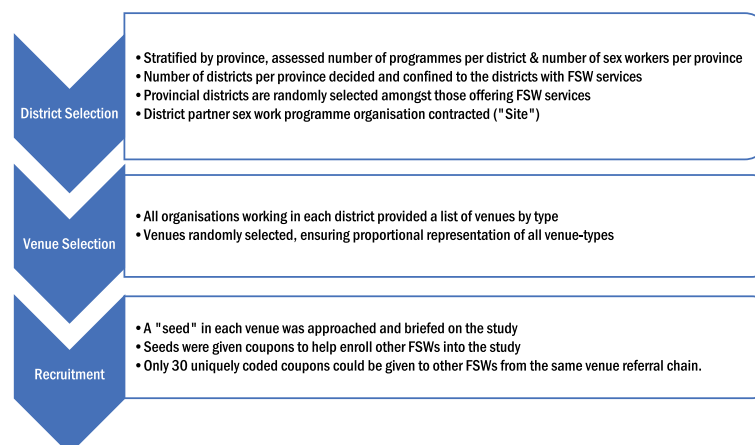 District Selection
• Stratified by province, assessed number of programmes per district & number of sex workers per province
• Number of districts per province decided and confined to the districts with FSW services
• Provincial districts are randomly selected amongst those offering FSW services
• District partner sex work programme organisation contracted ("Site")
Venue Selection
• All organisations working in each district provided a list of venues by type
• Venues randomly selected, ensuring proportional representation of all venue-types
Recruitment
• A "seed" in each venue was approached and briefed on the study
• Seeds were given coupons to help enroll other FSWs into the study
• Only 30 uniquely coded coupons could be given to other FSWs from the same venue referral chain.